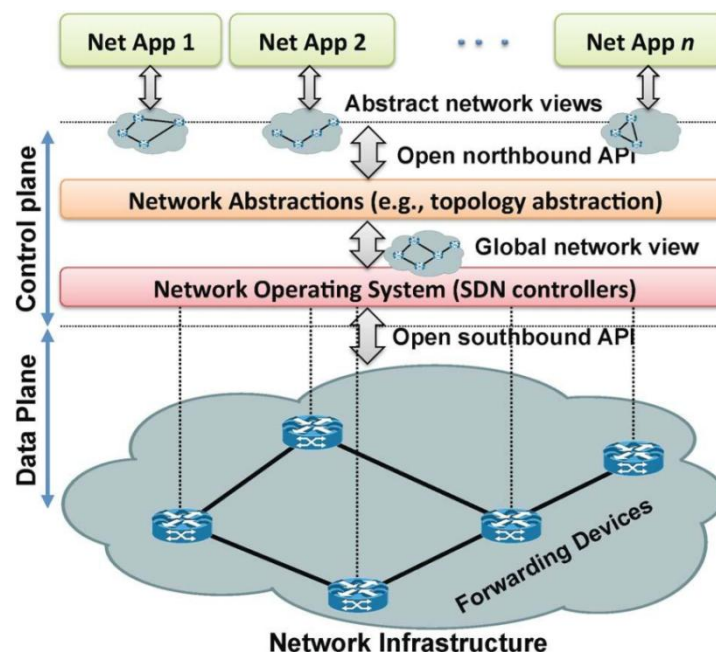 Net App 1
Net App 2
Net App n
Abstract network views
Open northbound API
Network Abstractions (e.g., topology abstraction)
Global network view
Network Operating System (SDN controllers)
Open southbound API
Control plane
Data Plane
Forwarding Devices
Network Infrastructure